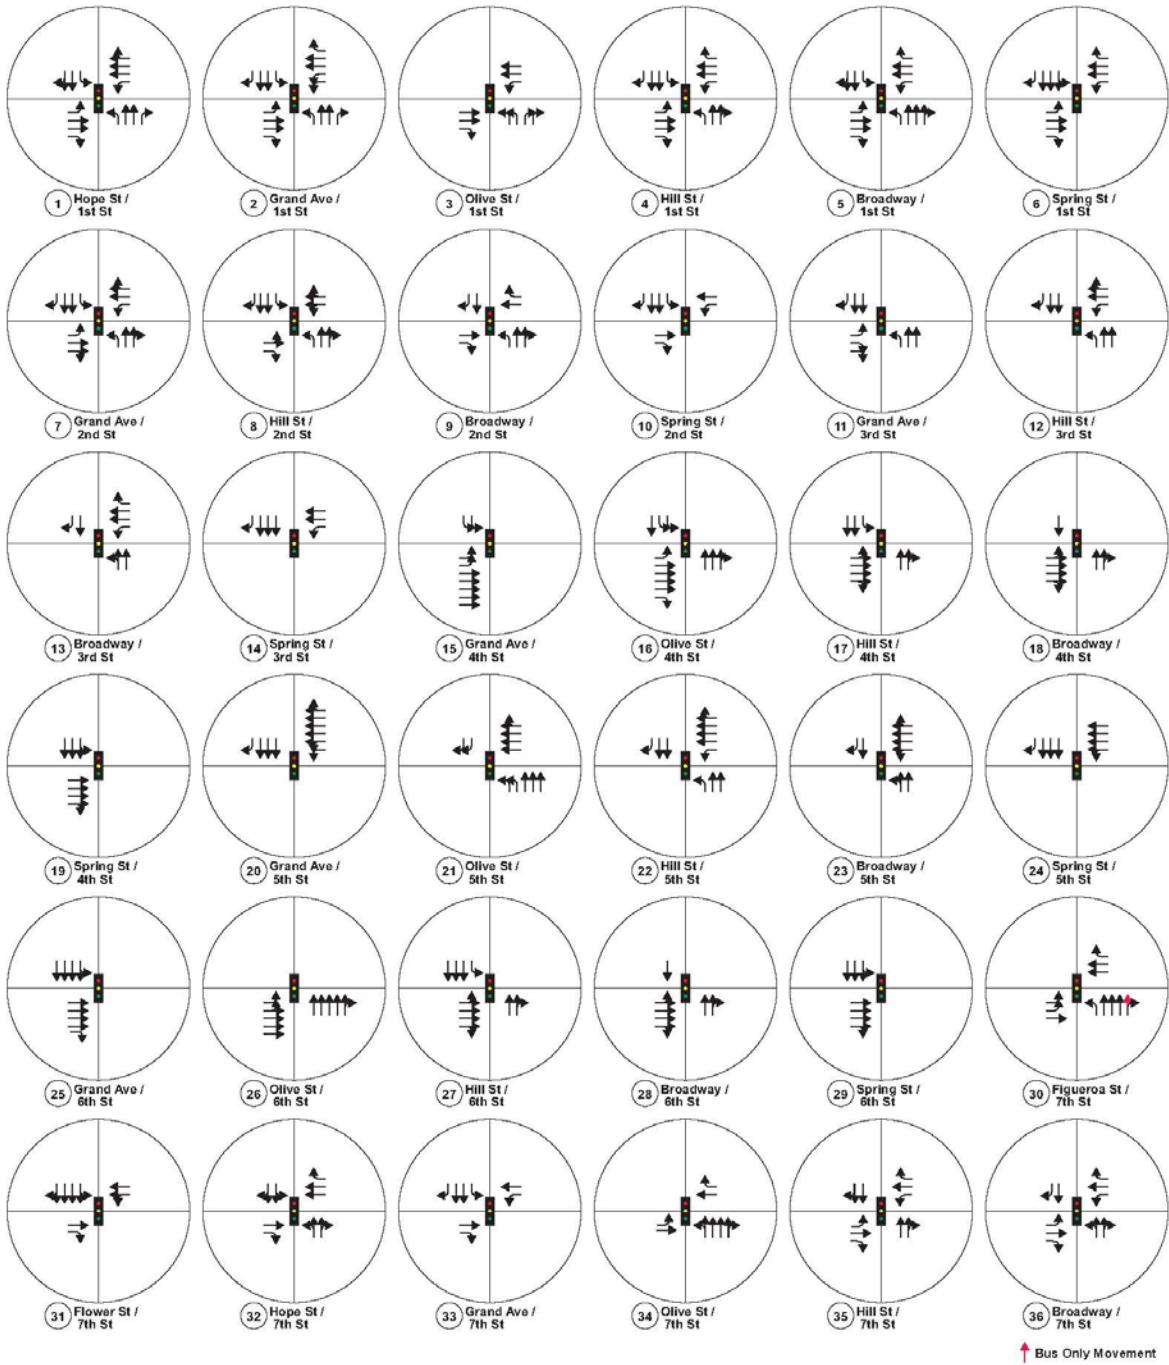 1 Hope St /
1st St
2 Grand Ave /
1st St
3 Olive St /
1st St
4 Hill St /
1st St
5 Broadway /
1st St
6 Spring St /
1st St
7 Grand Ave /
2nd St
8 Hill St /
2nd St
9 Broadway /
2nd St
10 Spring St /
2nd St
11 Grand Ave /
3rd St
12 Hill St /
3rd St
13 Broadway /
3rd St
14 Spring St /
3rd St
15 Grand Ave /
4th St
16 Olive St /
4th St
17 Hill St /
4th St
18 Broadway /
4th St
19 Spring St /
4th St
20 Grand Ave /
5th St
21 Olive St /
5th St
22 Hill St /
5th St
23 Broadway /
5th St
24 Spring St /
5th St
25 Grand Ave /
6th St
26 Olive St /
6th St
27 Hill St /
6th St
28 Broadway /
6th St
29 Spring St /
6th St
30 Figueroa St /
7th St
31 Flower St /
7th St
32 Hope St /
7th St
33 Grand Ave /
7th St
34 Olive St /
7th St
35 Hill St /
7th St
36 Broadway /
7th St
Bus Only Movement